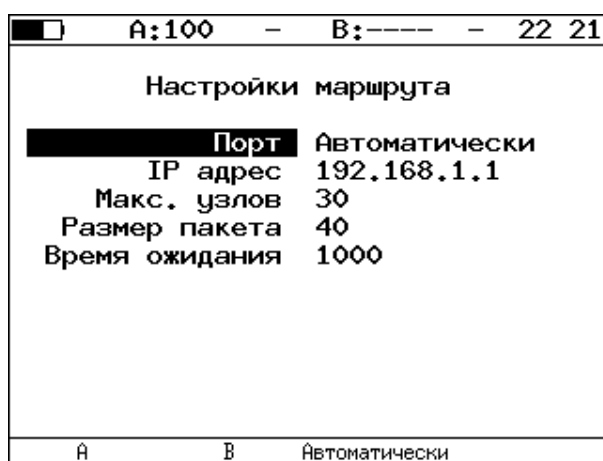 A:100 – B:---- – 22 21
Настройки маршрута
Порт Автоматически
IP адрес 192.168.1.1
Макс. узлов 30
Размер пакета 40
Время ожидания 1000
A B Автоматически